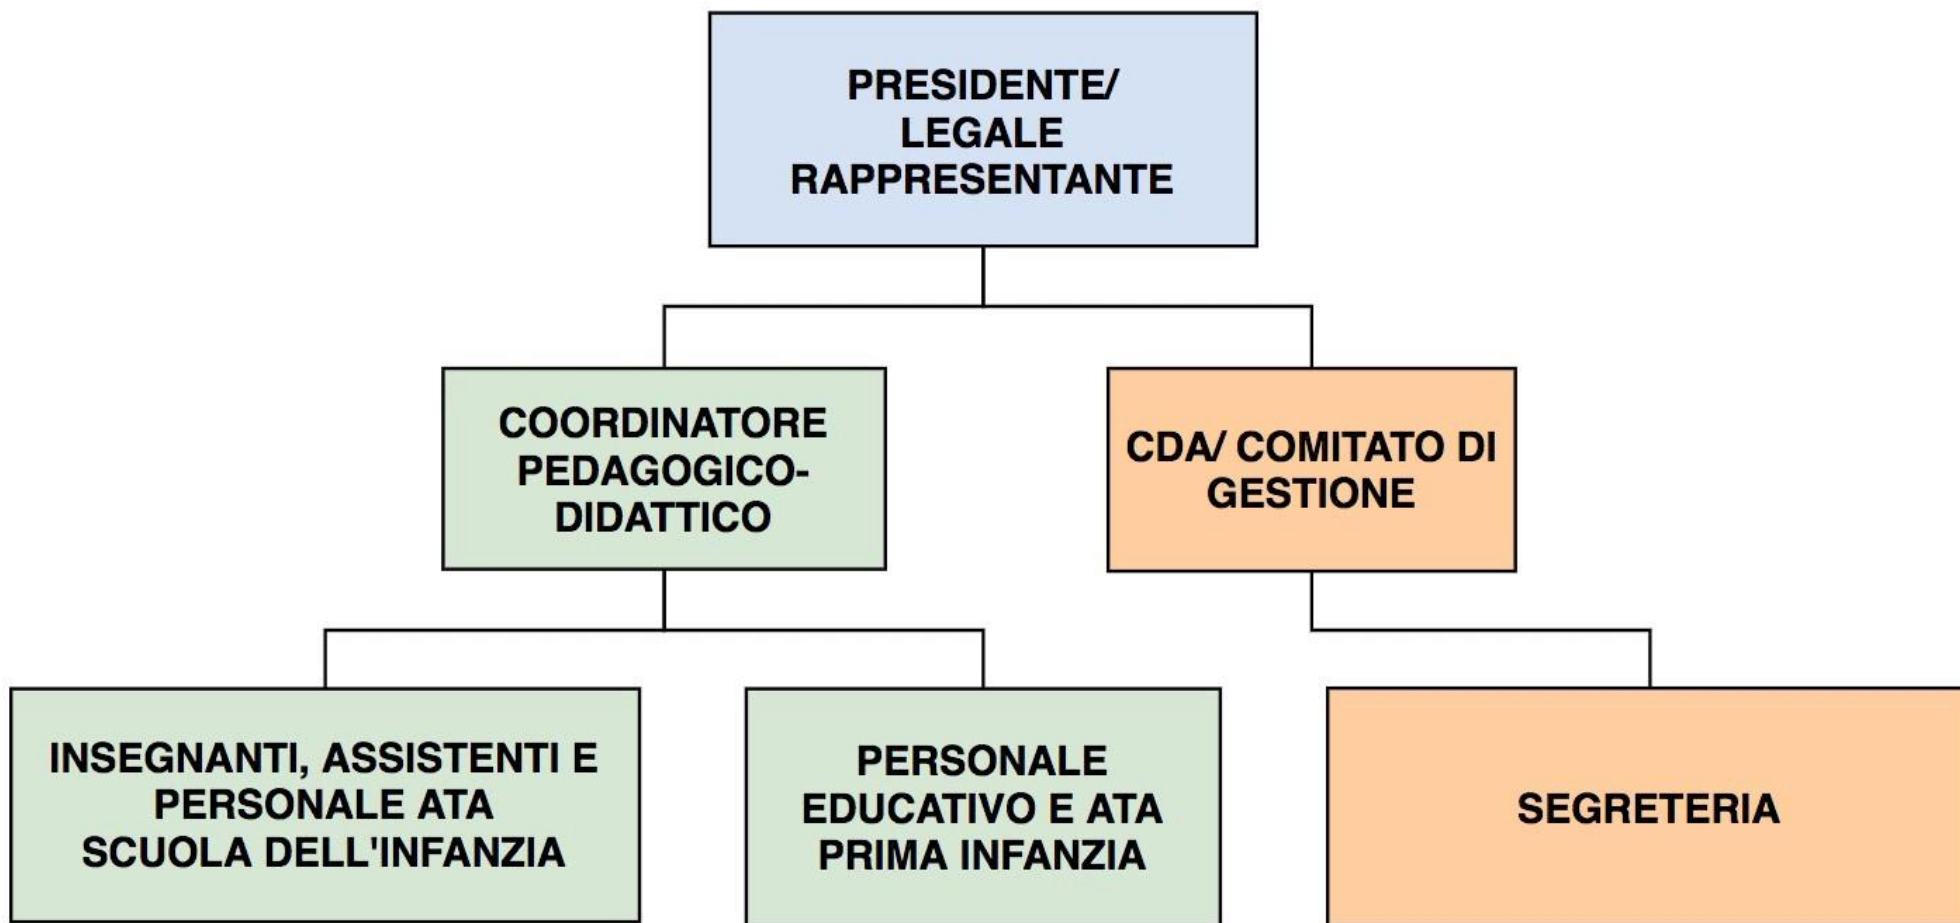 PRESIDENTE/
LEGALE
RAPPRESENTANTE
COORDINATORE
PEDAGOGICO-
DIDATTICO
CDA/ COMITATO DI
GESTIONE
INSEGNANTI, ASSISTENTI E
PERSONALE ATA
SCUOLA DELL'INFANZIA
PERSONALE
EDUCATIVO E ATA
PRIMA INFANZIA
SEGRETERIA